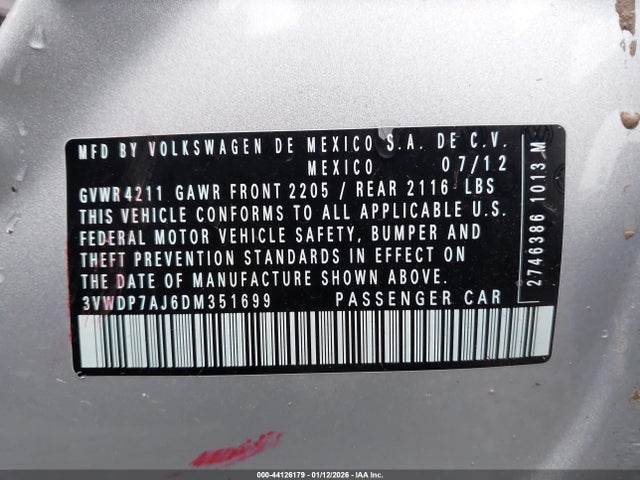 MFD BY VOLKSWAGEN DE MEXICO S.A. DE C.V.
MEXICO 07/12
GVWR 4211 GAWR FRONT 2205 / REAR 2116 LBS
THIS VEHICLE CONFORMS TO ALL APPLICABLE U.S.
FEDERAL MOTOR VEHICLE SAFETY, BUMPER AND
THEFT PREVENTION STANDARDS IN EFFECT ON
THE DATE OF MANUFACTURE SHOWN ABOVE.
3VWDP7AJ6DM351699 PASSENGER CAR
2746386 1013 M
000-44126179 - 01/12/2026 - IAA Inc.